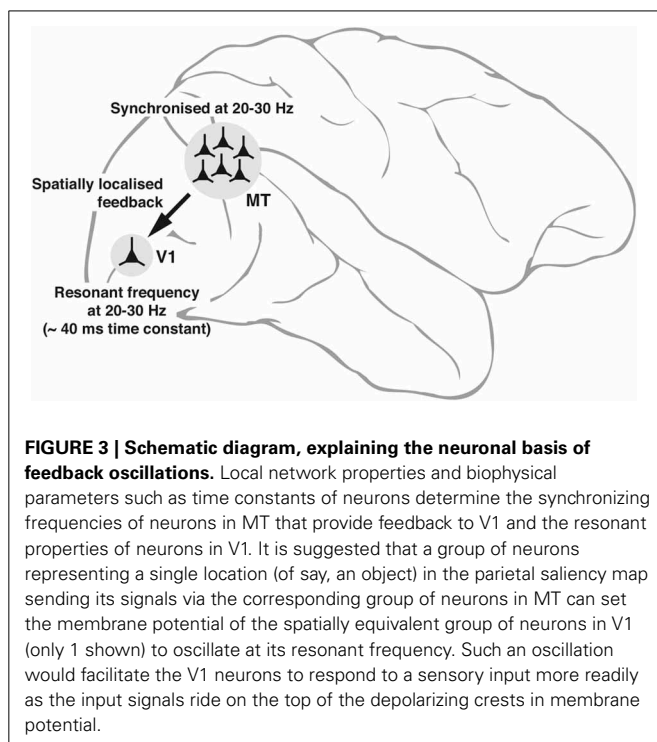 Synchronised at 20-30 Hz
MT
Spatially localised
feedback
V1
Resonant frequency
at 20-30 Hz
(~ 40 ms time constant)
FIGURE 3 | Schematic diagram, explaining the neuronal basis of
feedback oscillations. Local network properties and biophysical
parameters such as time constants of neurons determine the synchronizing
frequencies of neurons in MT that provide feedback to V1 and the resonant
properties of neurons in V1. It is suggested that a group of neurons
representing a single location (of say, an object) in the parietal saliency map
sending its signals via the corresponding group of neurons in MT can set
the membrane potential of the spatially equivalent group of neurons in V1
(only 1 shown) to oscillate at its resonant frequency. Such an oscillation
would facilitate the V1 neurons to respond to a sensory input more readily
as the input signals ride on the top of the depolarizing crests in membrane
potential.